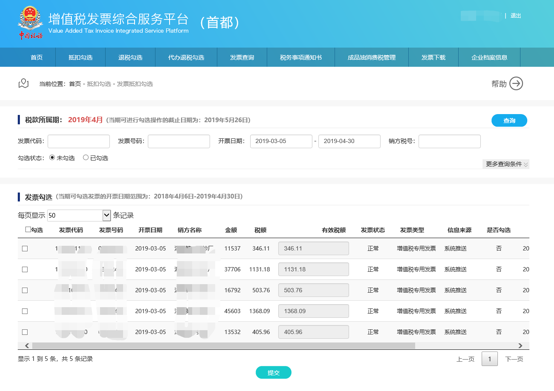 增值税发票综合服务平台（首都）
Value Added Tax Invoice Integrated Service Platform
| 退出
首页 抵扣勾选 退税勾选 代办退税勾选 发票查询 税务事项通知书 成品油消费税管理 发票下载 企业档案信息
当前位置：首页 - 抵扣勾选 - 发票抵扣勾选 帮助
税款所属期： 2019年4月 (当期可进行勾选操作的截止日期为：2019年5月26日) 查询
发票代码： 发票号码： 开票日期： 2019-03-05 - 2019-04-30 销方税号：
勾选状态： 未勾选 已勾选
更多查询条件
发票勾选 (当期可勾选发票的开票日期范围为：2018年4月6日-2019年4月30日)
每页显示 50 条记录
勾选 发票代码 发票号码 开票日期 销方名称 金额 税额 有效税额 发票状态 发票类型 信息来源 是否勾选
2019-03-05 11537 346.11 346.11 正常 增值税专用发票 系统推送 否 20
2019-03-05 37706 1131.18 1131.18 正常 增值税专用发票 系统推送 否 20
2019-03-05 16792 503.76 503.76 正常 增值税专用发票 系统推送 否 20
2019-03-05 45603 1368.09 1368.09 正常 增值税专用发票 系统推送 否 20
2019-03-05 13532 405.96 405.96 正常 增值税专用发票 系统推送 否 20
显示 1 到 5 条，共 5 条记录 上一页 1 下一页
提交